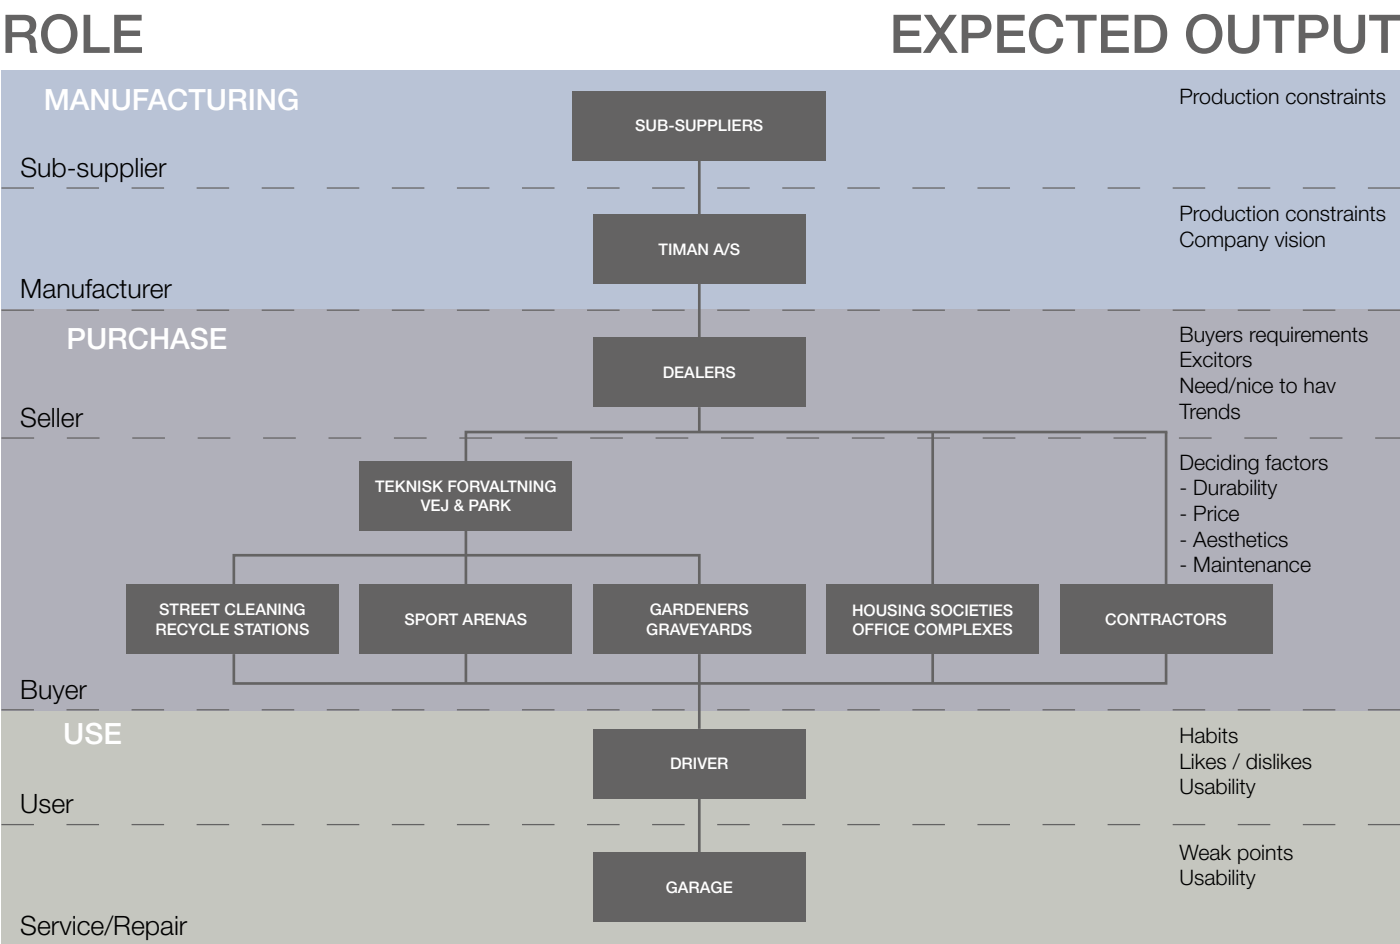 ROLE
EXPECTED OUTPUT
MANUFACTURING
SUB-SUPPLIERS
Production constraints
Sub-supplier
TIMAN A/S
Production constraints
Company vision
Manufacturer
PURCHASE
DEALERS
Buyers requirements
Excitors
Need/nice to hav
Trends
Seller
TEKNISK FORVALTNING
VEJ & PARK
Deciding factors
- Durability
- Price
- Aesthetics
- Maintenance
STREET CLEANING
RECYCLE STATIONS
SPORT ARENAS
GARDENERS
GRAVEYARDS
HOUSING SOCIETIES
OFFICE COMPLEXES
CONTRACTORS
Buyer
USE
DRIVER
Habits
Likes / dislikes
Usability
User
GARAGE
Weak points
Usability
Service/Repair